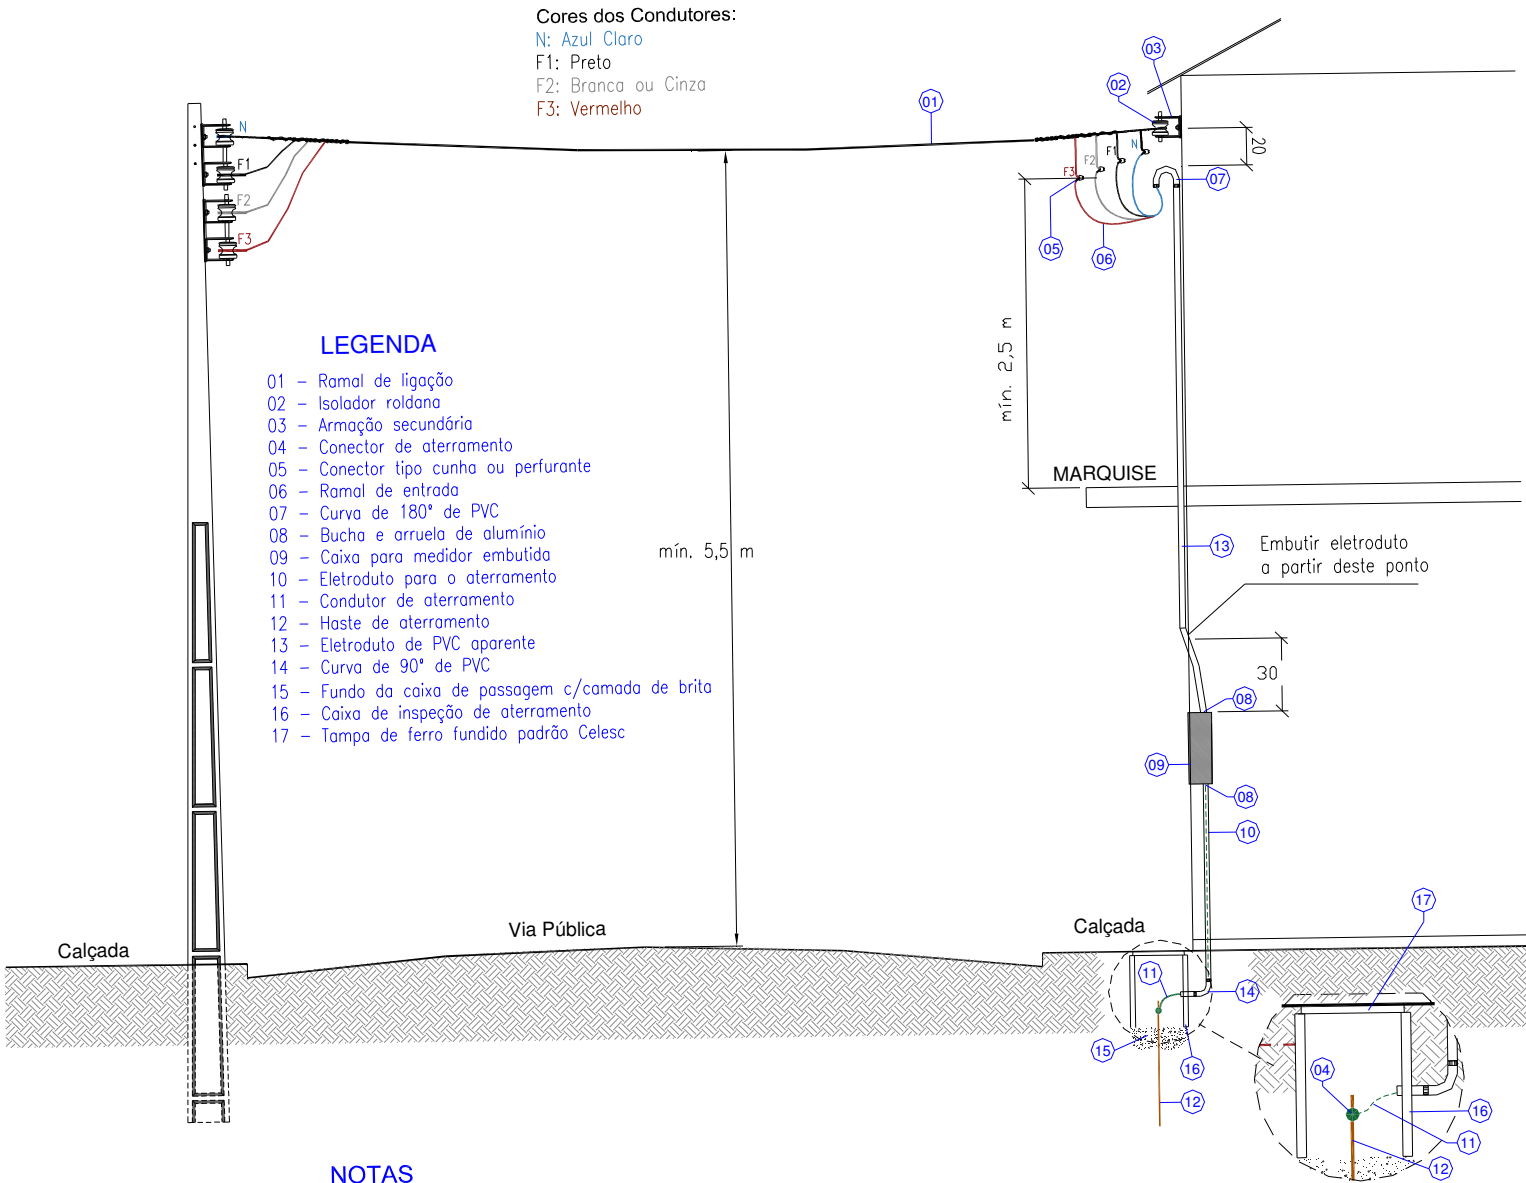 Cores dos Condutores:
N: Azul Claro
F1: Preto
F2: Branca ou Cinza
F3: Vermelho
03
02
01
N
F1
F2
F3
N
F1
F2
F3
20
07
05
06
mín. 2,5 m
LEGENDA
01 - Ramal de ligação
02 - Isolador roldana
03 - Armação secundária
04 - Conector de aterramento
05 - Conector tipo cunha ou perfurante
06 - Ramal de entrada
07 - Curva de 180° de PVC
08 - Bucha e arruela de alumínio
09 - Caixa para medidor embutida
10 - Eletroduto para o aterramento
11 - Condutor de aterramento
12 - Haste de aterramento
13 - Eletroduto de PVC aparente
14 - Curva de 90° de PVC
15 - Fundo da caixa de passagem c/camada de brita
16 - Caixa de inspeção de aterramento
17 - Tampa de ferro fundido padrão Celesc
mín. 5,5 m
MARQUISE
13
Embutir eletroduto
a partir deste ponto
30
08
09
08
10
17
Calçada
Via Pública
Calçada
11
14
15
16
12
04
16
11
12
NOTAS